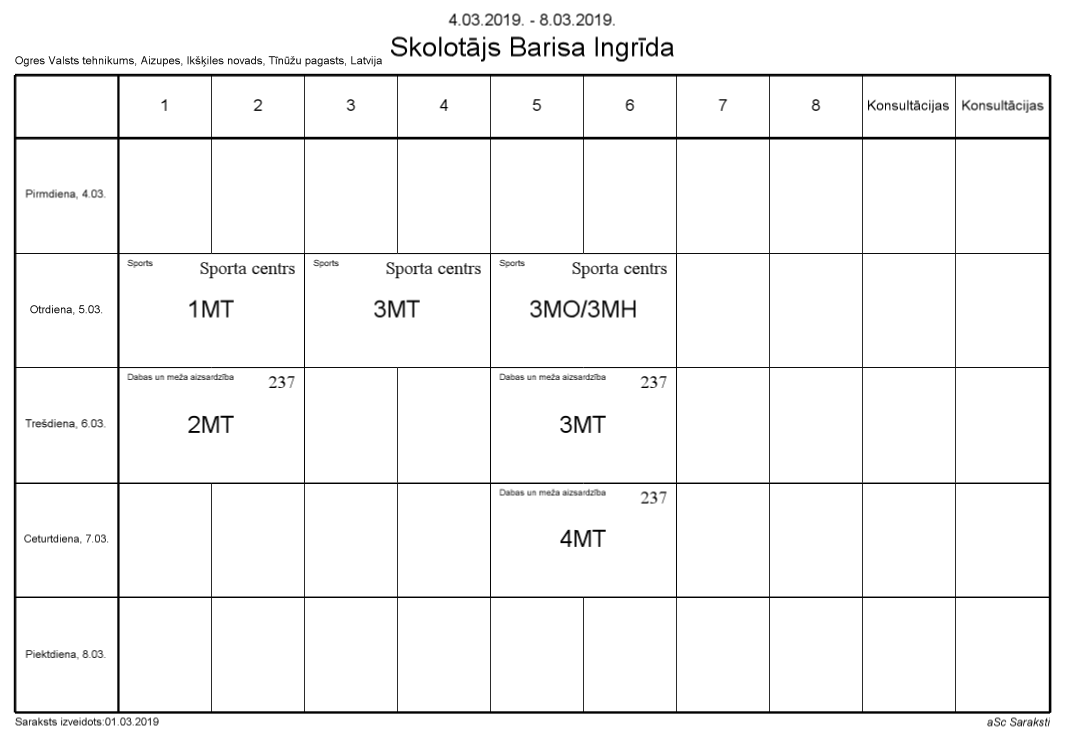 4.03.2019. - 8.03.2019.
Skolotājs Barisa Ingrīda
Ogres Valsts tehnikums, Aizupes, Ikšķiles novads, Tīnūžu pagasts, Latvija
1 2 3 4 5 6 7 8 Konsultācijas Konsultācijas
Pirmdiena, 4.03.
Sports Sporta centrs Sports Sporta centrs Sports Sporta centrs
Otrdiena, 5.03. 1MT 3MT 3MO/3MH
Dabas un meža aizsardzība 237 Dabas un meža aizsardzība 237
Trešdiena, 6.03. 2MT 3MT
Dabas un meža aizsardzība 237
Ceturtdiena, 7.03. 4MT
Piektdiena, 8.03.
Saraksts izveidots:01.03.2019 aSc Saraksti